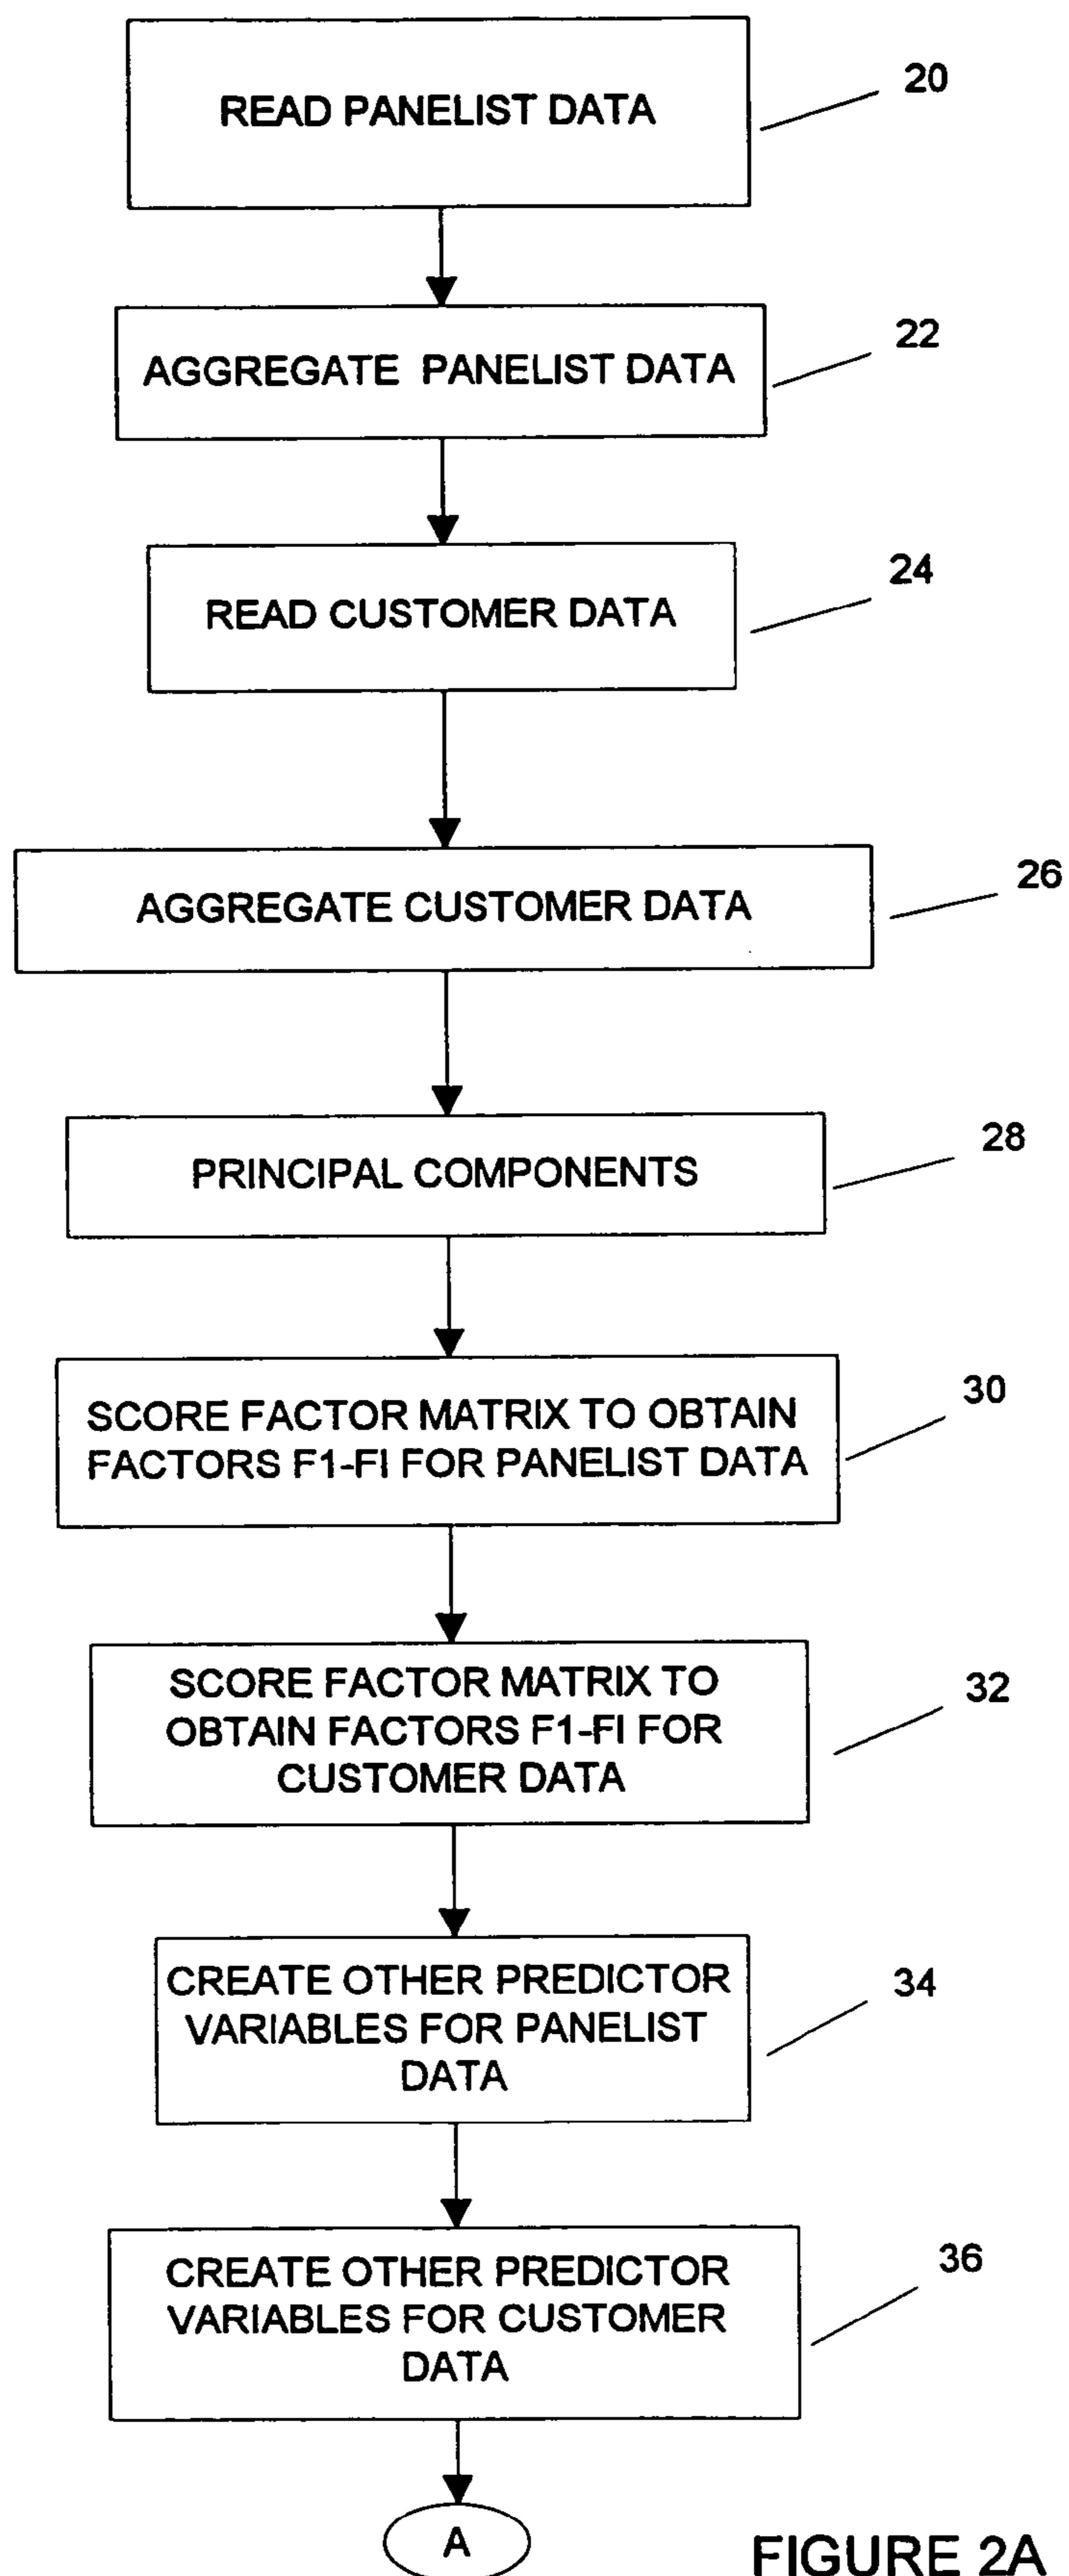 READ PANELIST DATA
20
AGGREGATE PANELIST DATA
22
READ CUSTOMER DATA
24
AGGREGATE CUSTOMER DATA
26
PRINCIPAL COMPONENTS
28
SCORE FACTOR MATRIX TO OBTAIN
FACTORS F1-FI FOR PANELIST DATA
30
SCORE FACTOR MATRIX TO
OBTAIN FACTORS F1-FI FOR
CUSTOMER DATA
32
CREATE OTHER PREDICTOR
VARIABLES FOR PANELIST
DATA
34
CREATE OTHER PREDICTOR
VARIABLES FOR CUSTOMER
DATA
36
A
FIGURE 2A